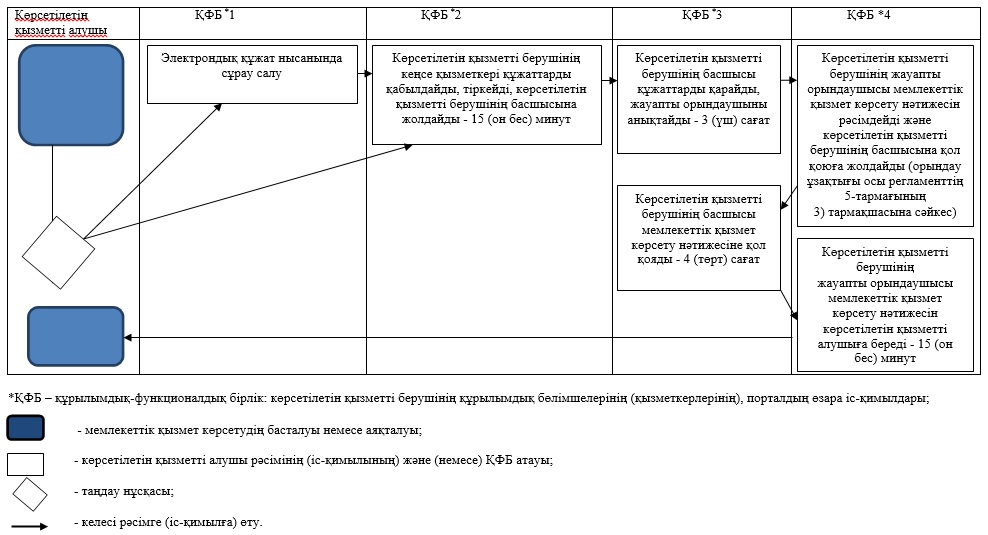 Көрсетілетін
қызметті алушы
ҚФБ *1
ҚФБ *2
ҚФБ *3
ҚФБ *4
Электрондық құжат нысанында
сұрау салу
Көрсетілетін қызметті берушінің
кеңсе қызметкері құжаттарды
қабылдайды, тіркейді, көрсетілетін
қызметті берушінің басшысына
жолдайды - 15 (он бес) минут
Көрсетілетін қызметті
берушінің басшысы
құжаттарды қарайды,
жауапты орындаушыны
анықтайды - 3 (үш) сағат
Көрсетілетін қызметті
берушінің жауапты
орындаушысы мемлекеттік
қызмет көрсету нәтижесін
рәсімдейді және
көрсетілетін қызметті
берушінің басшысына қол
қоюға жолдайды (орындау
ұзақтығы осы регламенттің
5-тармағының
3) тармақшасына сәйкес)
Көрсетілетін қызметті
берушінің басшысы
мемлекеттік қызмет
көрсету нәтижесіне қол
қояды - 4 (төрт) сағат
Көрсетілетін қызметті
берушінің
жауапты орындаушысы
мемлекеттік қызмет
көрсету нәтижесін
көрсетілетін қызметті
алушыға береді - 15 (он
бес) минут
*ҚФБ – құрылымдық-функционалдық бірлік: көрсетілетін қызметті берушінің құрылымдық бөлімшелерінің (қызметкерлерінің), порталдың өзара іс-қимылдары;
- мемлекеттік қызмет көрсетудің басталуы немесе аяқталуы;
- көрсетілетін қызметті алушы рәсімінің (іс-қимылының) және (немесе) ҚФБ атауы;
- таңдау нұсқасы;
- келесі рәсімге (іс-қимылға) өту.